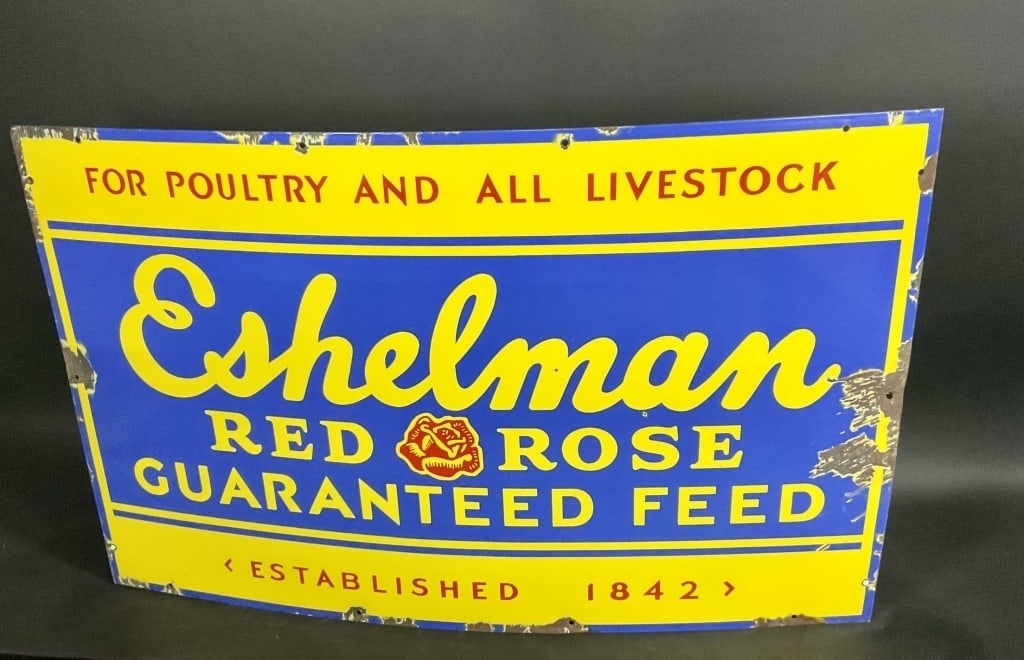 FOR POULTRY AND ALL LIVESTOCK
Eshelman
RED ROSE
GUARANTEED FEED
< ESTABLISHED 1842 >